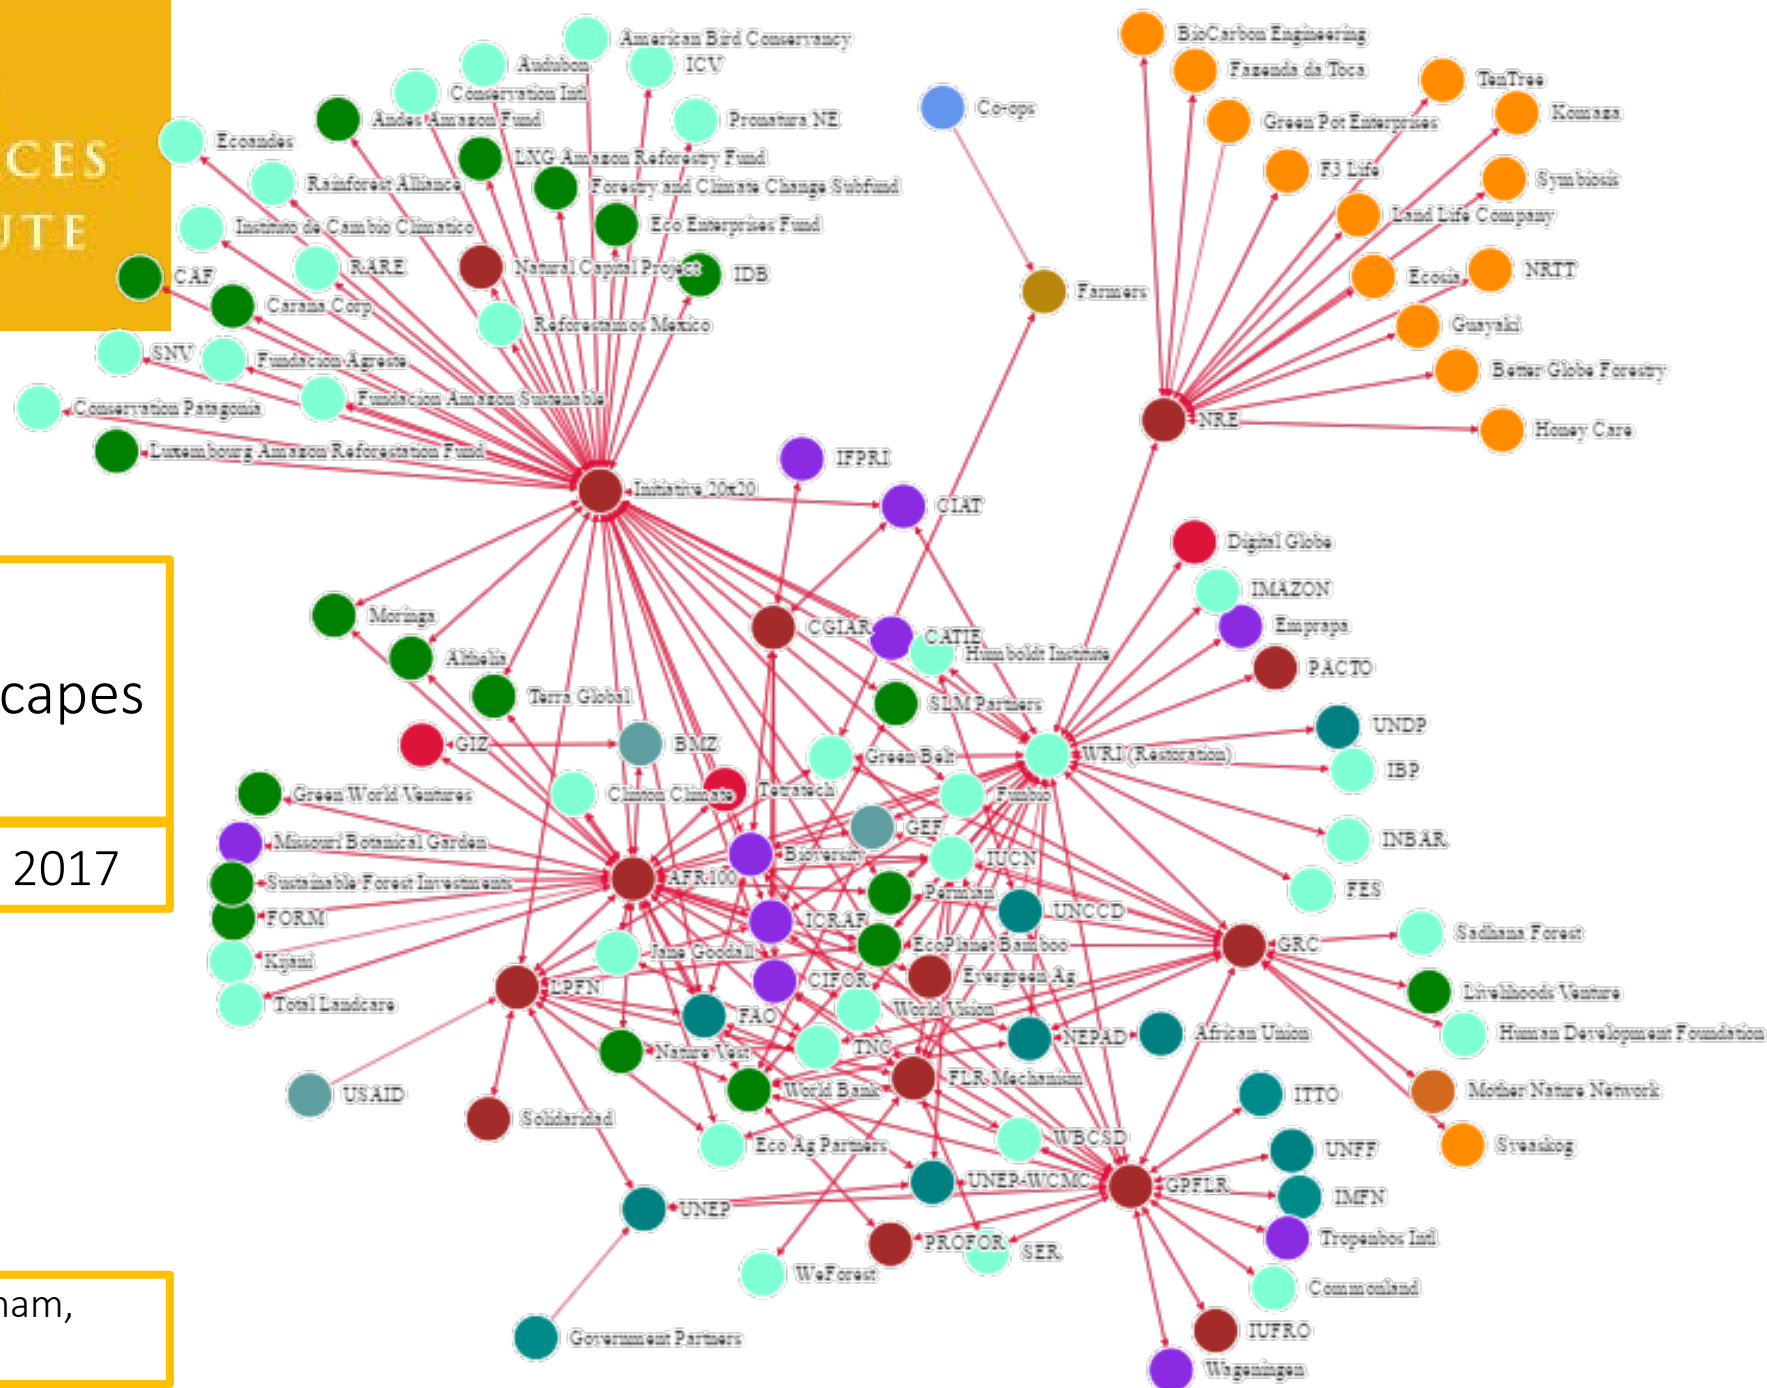 CES
UTE
capes
2017
ham,
American Bird Conservancy
Audubon
ICV
Conservation Intl
Andes Amazon Fund
Pronatura NE
Ecoandes
LXG Amazon Reforestry Fund
Rainforest Alliance
Forestry and Climate Change Subfund
Instituto de Cambio Climatico
Eco Enterprises Fund
CAF
RARE
Natural Capital Project
IDB
Carana Corp
Reforestamos Mexico
SNV
Fundacion Agreste
Fundacion Amazon Sustenable
Conservation Patagonia
Luxembourg Amazon Reforestation Fund
Initiative 20x20
Co-ops
Farmers
BioCarbon Engineering
Fazenda da Toca
TenTree
Komaza
Green Pot Enterprises
F3 Life
Symbiosis
Land Life Company
Ecosia
NRTT
Guayaki
Better Globe Forestry
NRE
Honey Care
IFPRI
CIAT
Digital Globe
IMAZON
Emprapa
PACTO
Moringa
Althelia
Terra Global
CGIAR
CATIE
Humboldt Institute
SLM Partners
UNDP
GIZ
BMZ
Green Belt
WRI (Restoration)
IBP
Green World Ventures
Clinton Climate
Tetratech
Funbio
GEF
INBAR
Missouri Botanical Garden
Bioversity
IUCN
Sustainable Forest Investments
AFR100
Permian
FES
FORM
ICRAF
UNCCD
Sadhana Forest
Kijani
Jane Goodall
EcoPlanet Bamboo
GRC
LPFN
CIFOR
Evergreen Ag
Livelihoods Venture
Total Landcare
FAO
World Vision
NEPAD
African Union
Human Development Foundation
Nature Vest
TNC
USAID
World Bank
FLR Mechanism
ITTO
Mother Nature Network
Solidaridad
Eco Ag Partners
WBCSD
UNFF
Sveaskog
UNEP
UNEP-WCMC
GPFLR
IMFN
PROFOR
SER
Tropenbos Intl
WeForest
Commonland
Government Partners
IUFRO
Wageningen